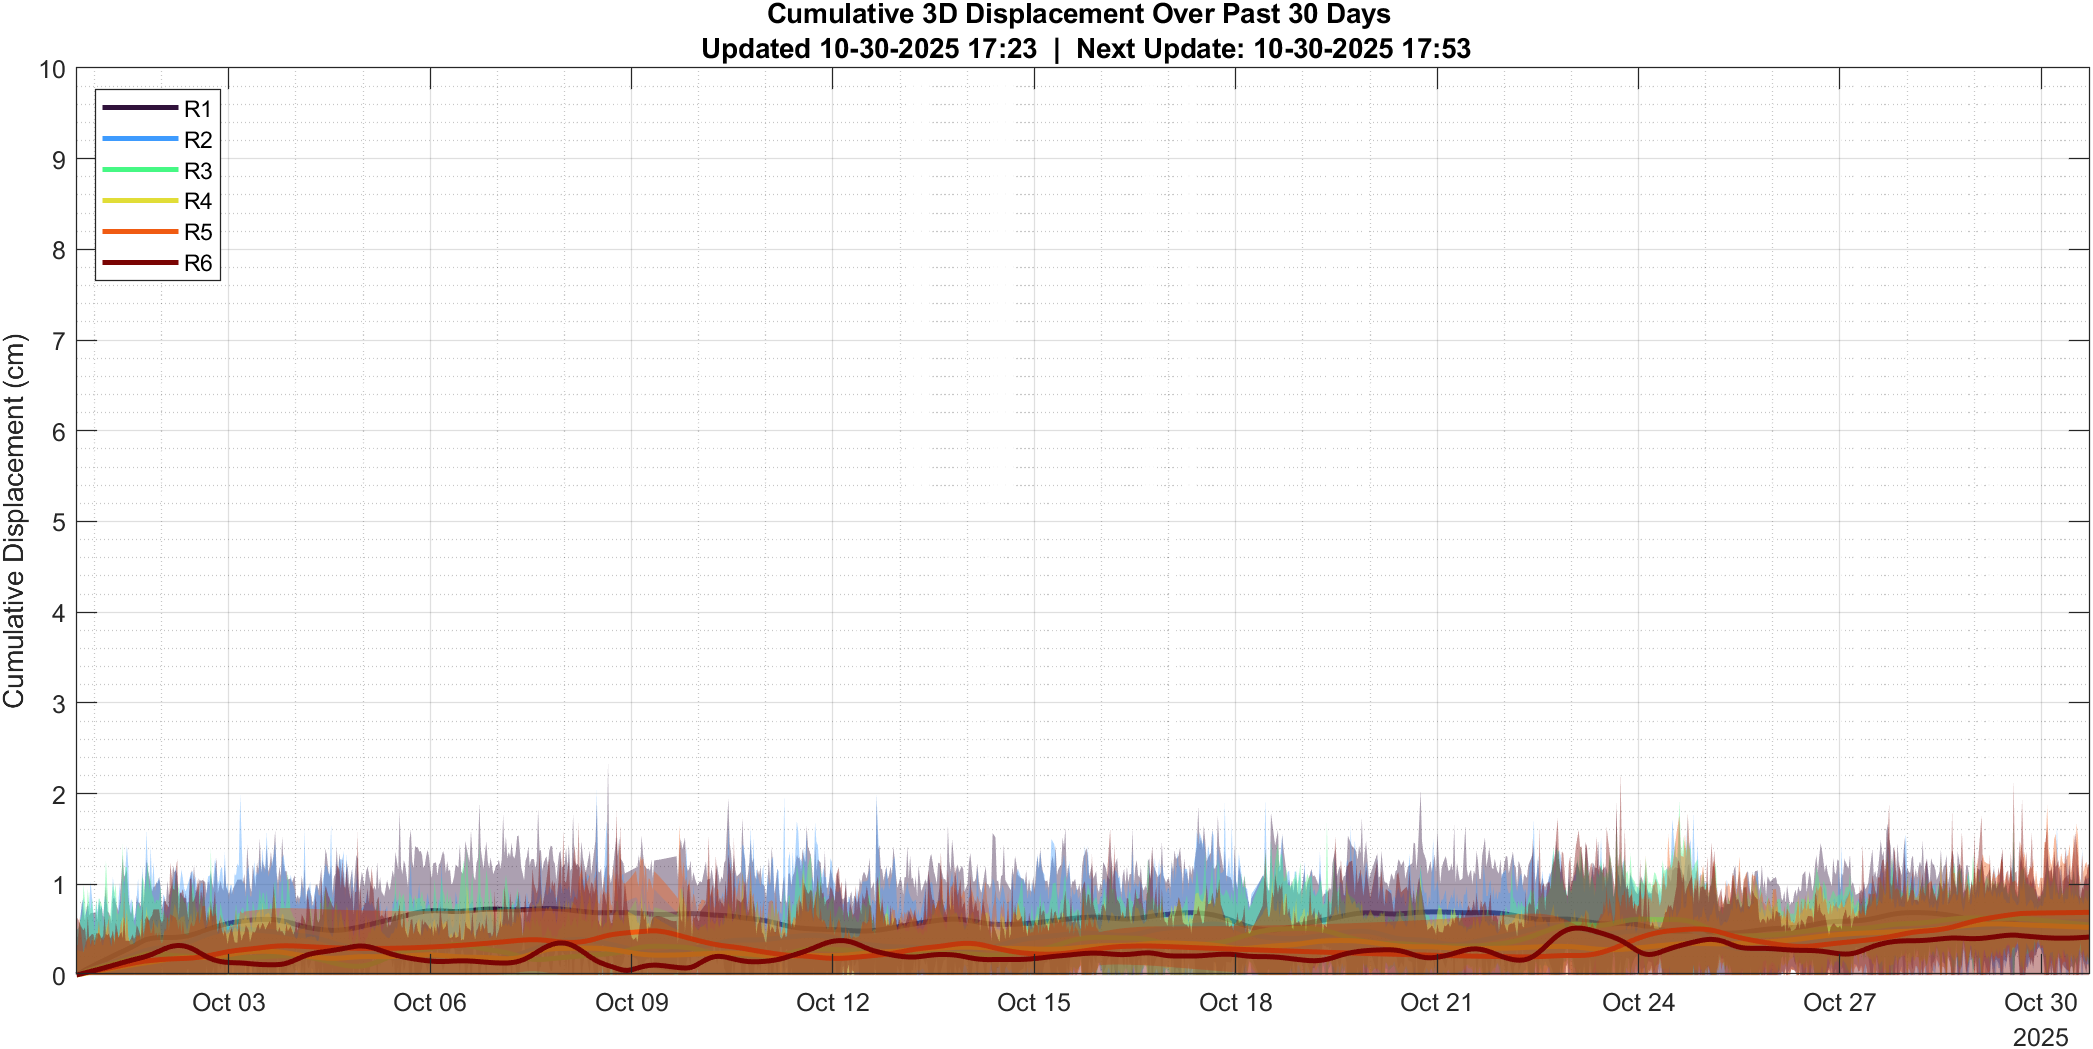 Cumulative 3D Displacement Over Past 30 Days
Updated 10-30-2025 17:23 | Next Update: 10-30-2025 17:53
Cumulative Displacement (cm)
10
9
8
7
6
5
4
3
2
1
0
R1
R2
R3
R4
R5
R6
Oct 03
Oct 06
Oct 09
Oct 12
Oct 15
Oct 18
Oct 21
Oct 24
Oct 27
Oct 30
2025